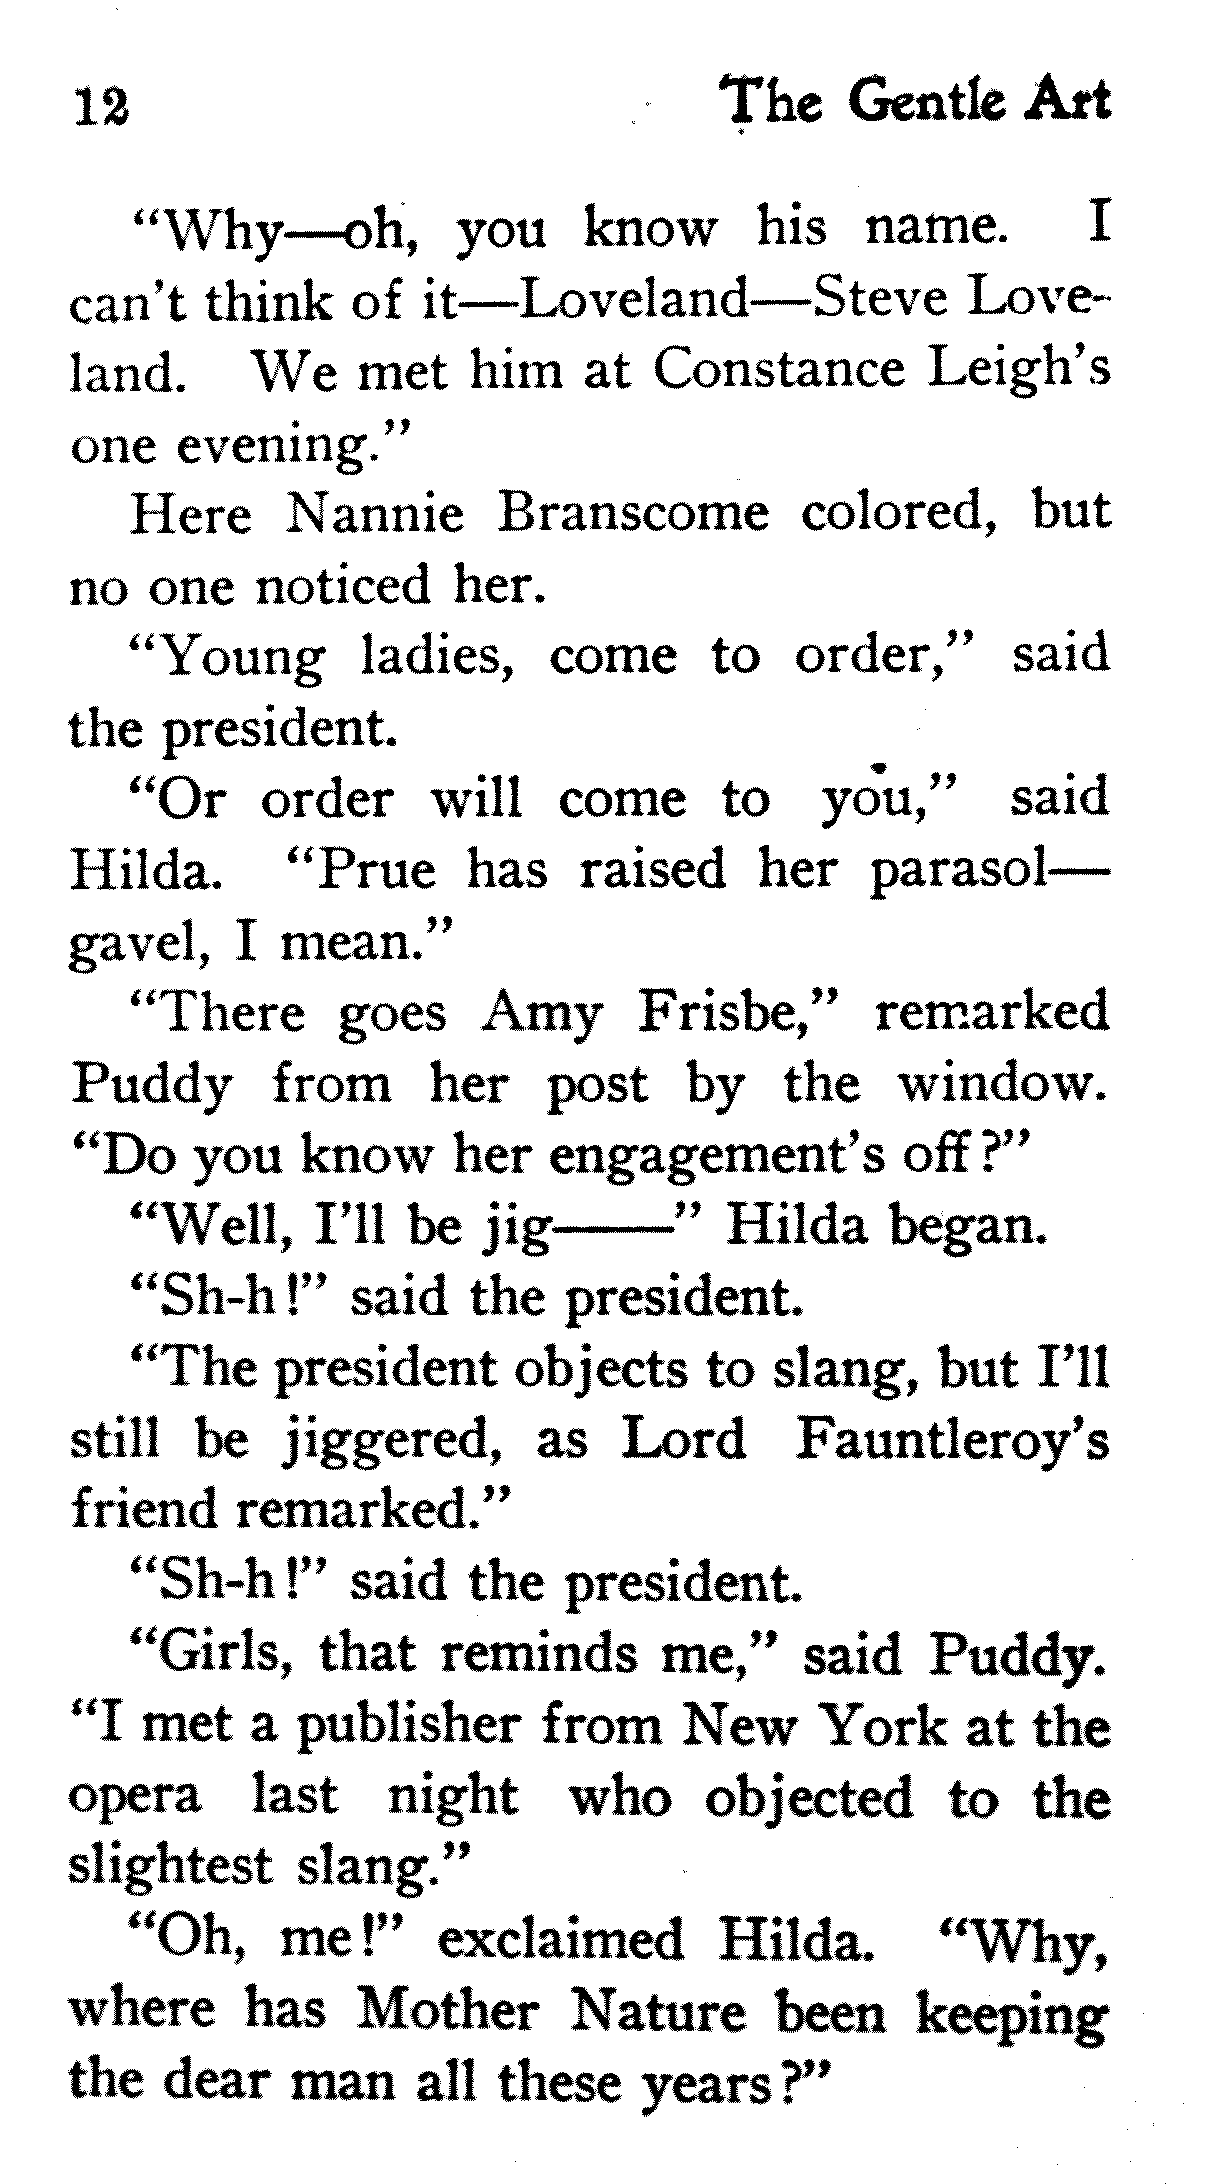 12 The Gentle Art
"Why—oh, you know his name. I
can't think of it—Loveland—Steve Love-
land. We met him at Constance Leigh's
one evening."
Here Nannie Branscome colored, but
no one noticed her.
"Young ladies, come to order," said
the president.
"Or order will come to you," said
Hilda. "Prue has raised her parasol—
gavel, I mean."
"There goes Amy Frisbe," remarked
Puddy from her post by the window.
"Do you know her engagement's off?"
"Well, I'll be jig——" Hilda began.
"Sh-h!" said the president.
"The president objects to slang, but I'll
still be jiggered, as Lord Fauntleroy's
friend remarked."
"Sh-h!" said the president.
"Girls, that reminds me," said Puddy.
"I met a publisher from New York at the
opera last night who objected to the
slightest slang."
"Oh, me!" exclaimed Hilda. "Why,
where has Mother Nature been keeping
the dear man all these years?"